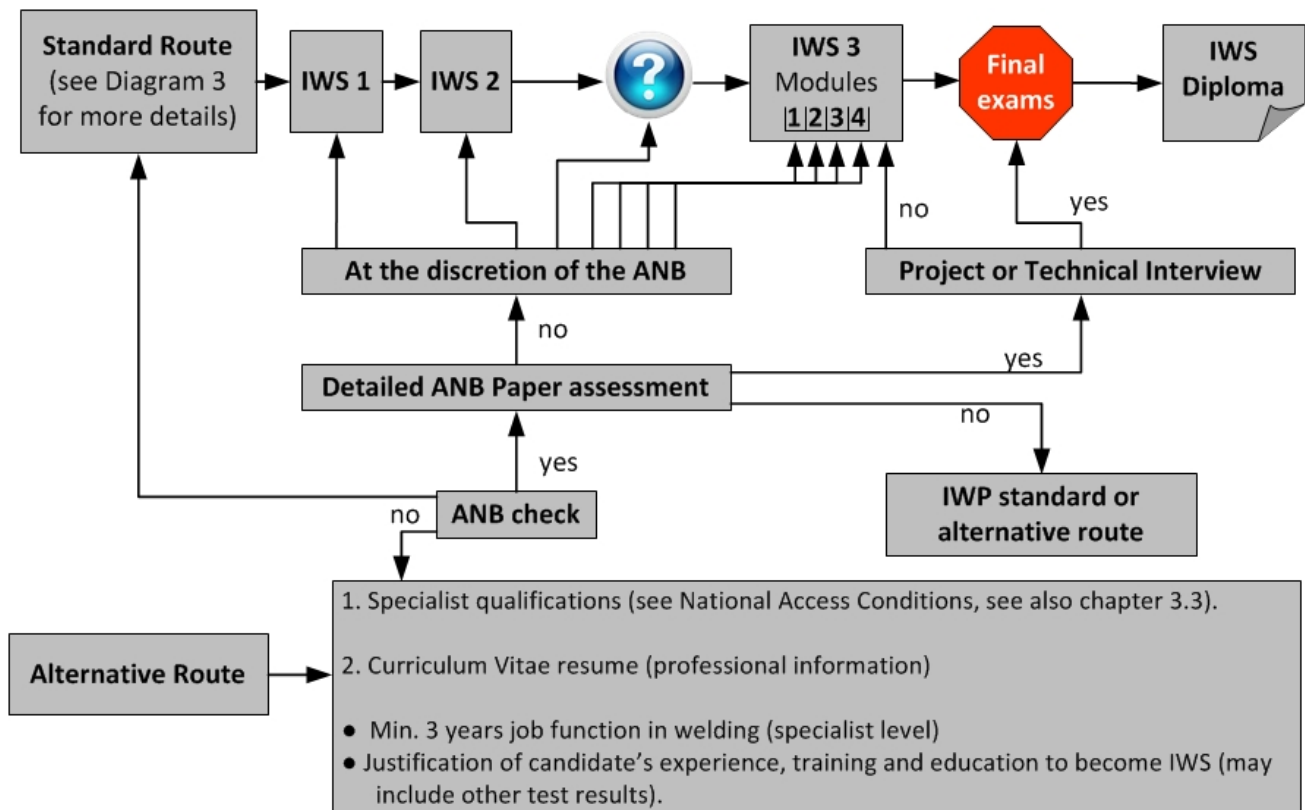 Standard Route
(see Diagram 3
for more details)
IWS 1
IWS 2
?
IWS 3
Modules
1 2 3 4
Final
exams
IWS
Diploma
no
yes
At the discretion of the ANB
Project or Technical Interview
no
yes
Detailed ANB Paper assessment
no
yes
IWP standard or
alternative route
no
ANB check
1. Specialist qualifications (see National Access Conditions, see also chapter 3.3).
Alternative Route
2. Curriculum Vitae resume (professional information)
● Min. 3 years job function in welding (specialist level)
● Justification of candidate's experience, training and education to become IWS (may
include other test results).